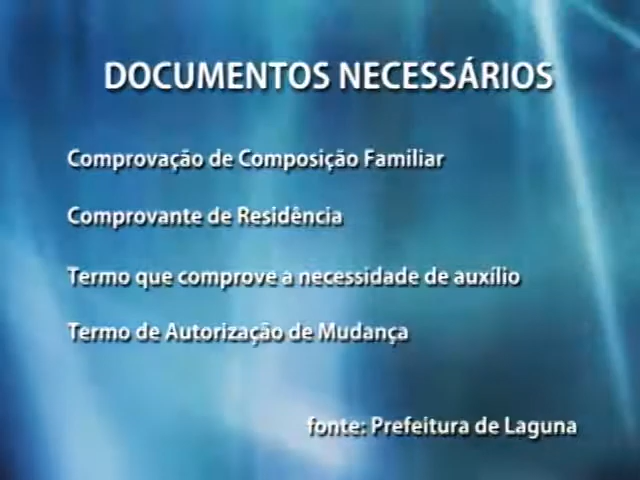 DOCUMENTOS NECESSÁRIOS
Comprovação de Composição Familiar
Comprovante de Residência
Termo que comprove a necessidade de auxílio
Termo de Autorização de Mudança
fonte: Prefeitura de Laguna